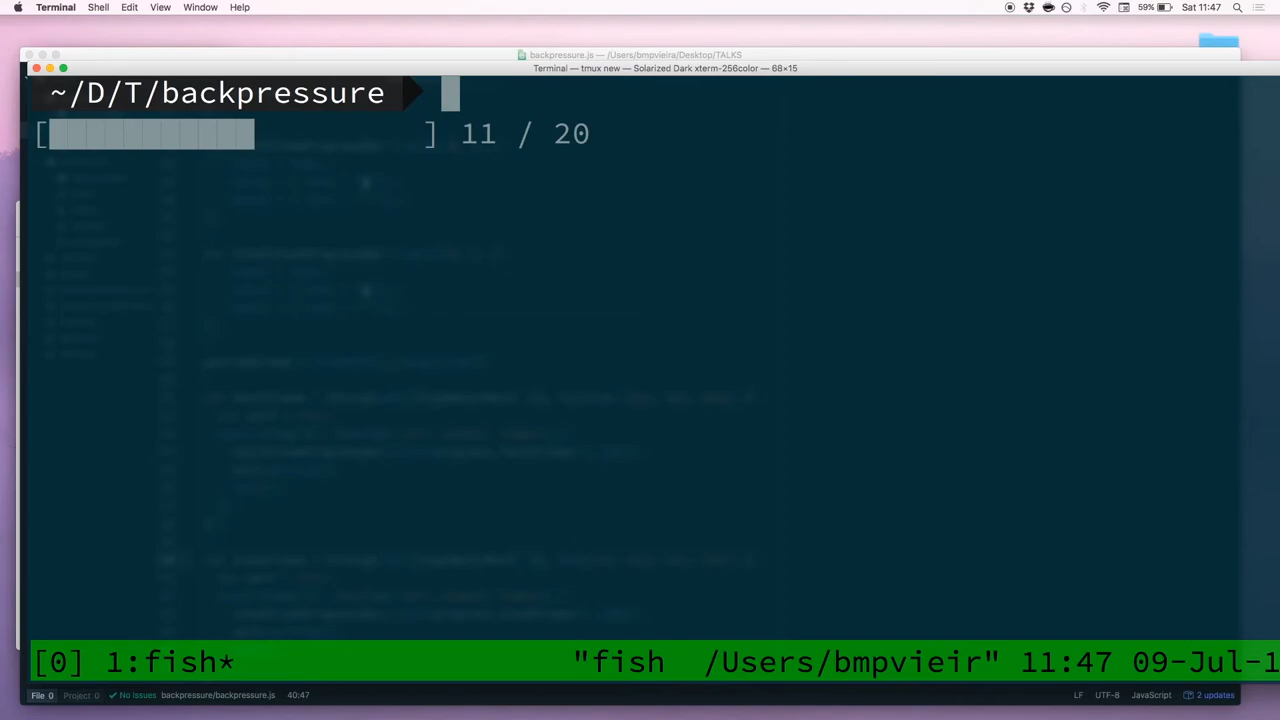 Terminal Shell Edit View Window Help 59% Sat 11:47
backpressure.js — /Users/bmpvieira/Desktop/TALKS
Terminal — tmux new — Solarized Dark xterm-256color — 68×15
~/D/T/backpressure
[ ] 11 / 20
[0] 1:fish* "fish /Users/bmpvieir" 11:47 09-Jul-1
File 0 Project 0 No Issues backpressure/backpressure.js 40:47 LF UTF-8 JavaScript 2 updates